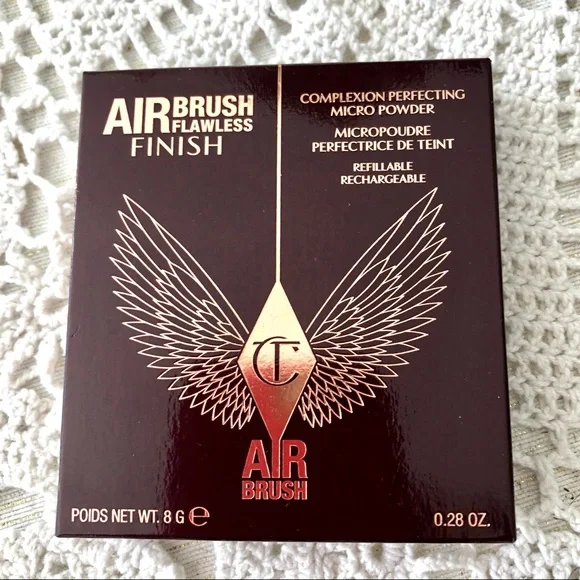 AIRBRUSH
FLAWLESS
FINISH
COMPLEXION PERFECTING
MICRO POWDER
MICROPOUDRE
PERFECTRICE DE TEINT
REFILLABLE
RECHARGEABLE
CT
AIR
BRUSH
POIDS NET WT. 8 G ℮
0.28 OZ.